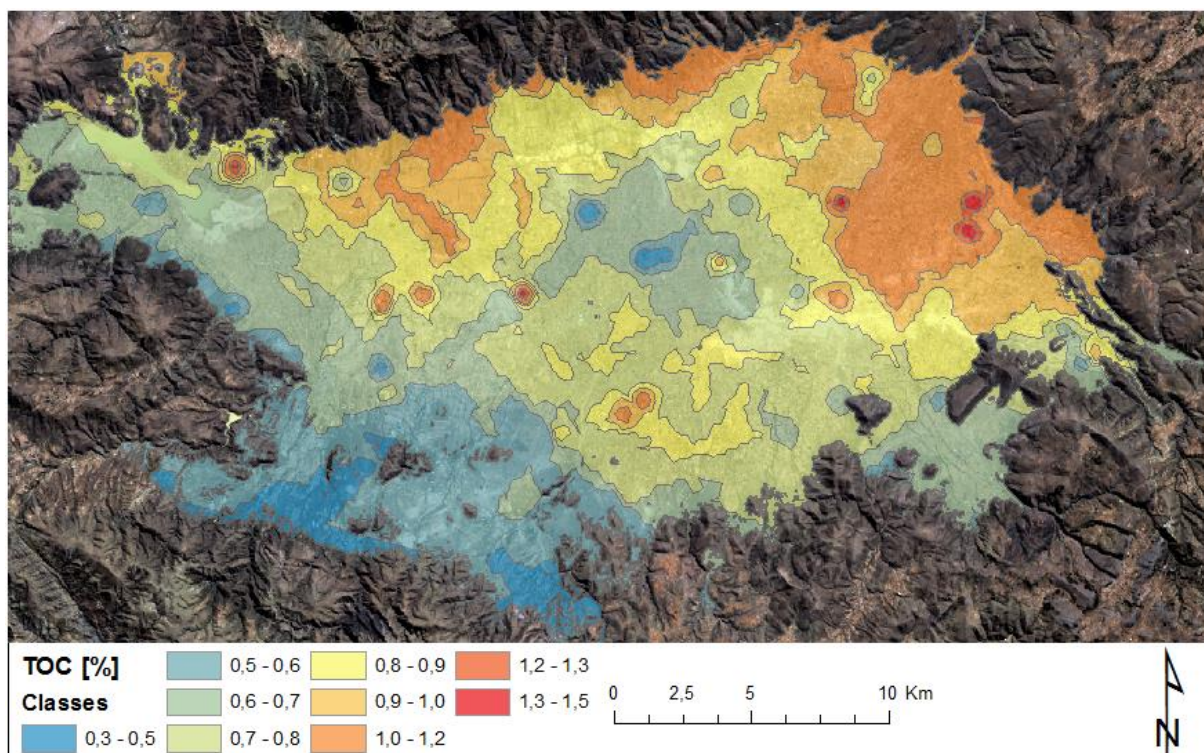 TOC [%]
Classes
0,3 - 0,5
0,5 - 0,6
0,6 - 0,7
0,7 - 0,8
0,8 - 0,9
0,9 - 1,0
1,0 - 1,2
1,2 - 1,3
1,3 - 1,5
0 2,5 5 10 Km
N